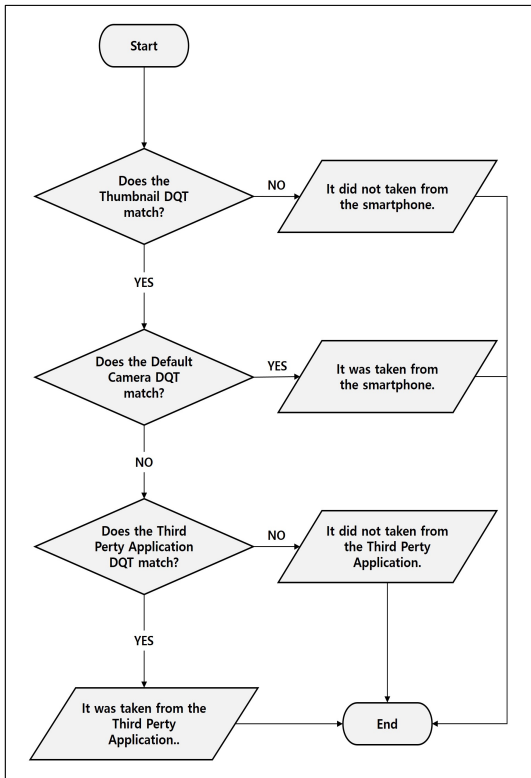 Start
Does the
Thumbnail DQT
match?
NO
It did not taken from
the smartphone.
YES
Does the Default
Camera DQT
match?
YES
It was taken from
the smartphone.
NO
Does the Third
Perty Application
DQT match?
NO
It did not taken from
the Third Perty
Application.
YES
It was taken from the
Third Perty
Application..
End